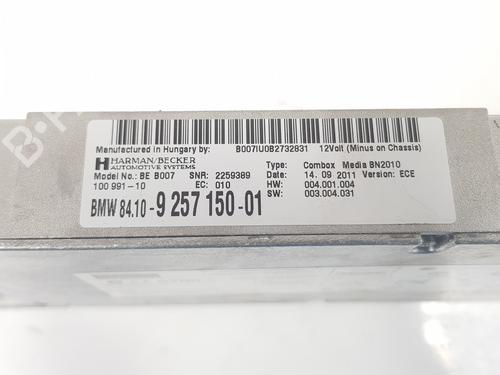 Manufactured in Hungary by: B007IU0B2732831 12Volt (Minus on Chassis)
HARMAN/BECKER
AUTOMOTIVE SYSTEMS
Type: Combox Media BN2010
Model No.: BE B007 SNR: 2259389 Date: 14. 09 2011 Version: ECE
100 991-10 EC: 010 HW: 004.001.004
SW: 003.004.031
BMW 84.10-9 257 150-01